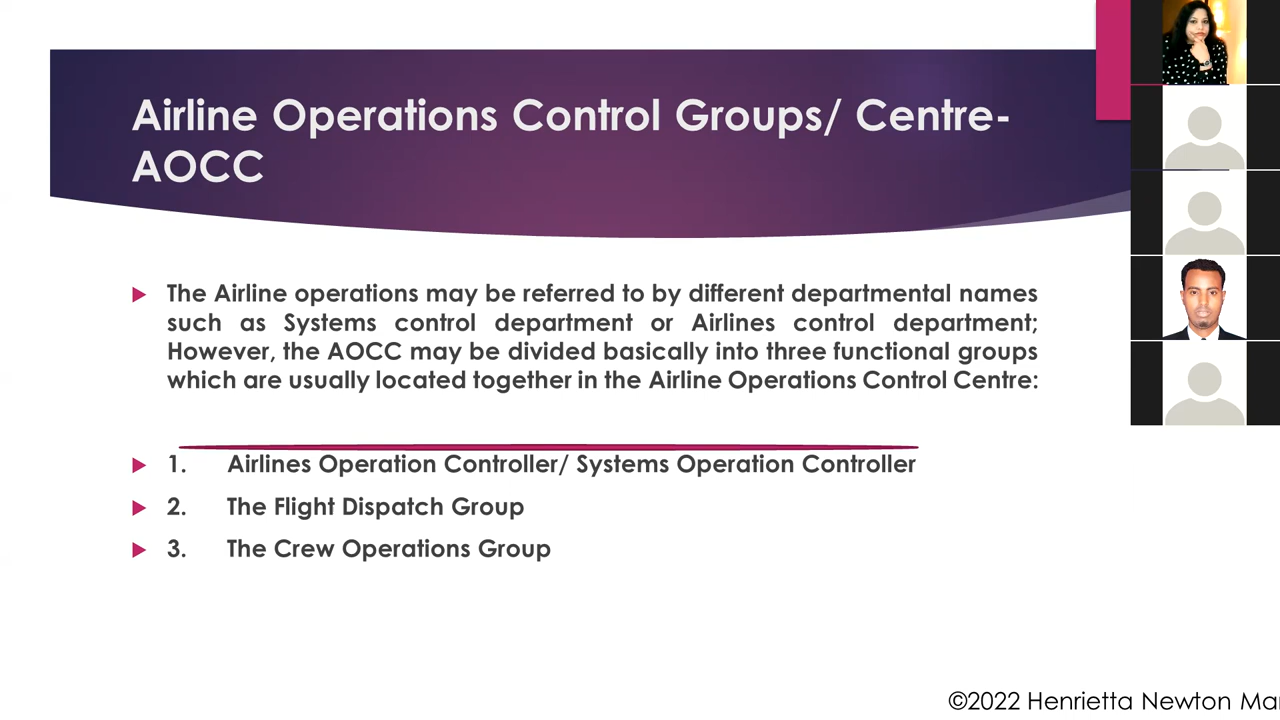 Airline Operations Control Groups/ Centre-
AOCC
The Airline operations may be referred to by different departmental names
such as Systems control department or Airlines control department;
However, the AOCC may be divided basically into three functional groups
which are usually located together in the Airline Operations Control Centre:
1. Airlines Operation Controller/ Systems Operation Controller
2. The Flight Dispatch Group
3. The Crew Operations Group
©2022 Henrietta Newton